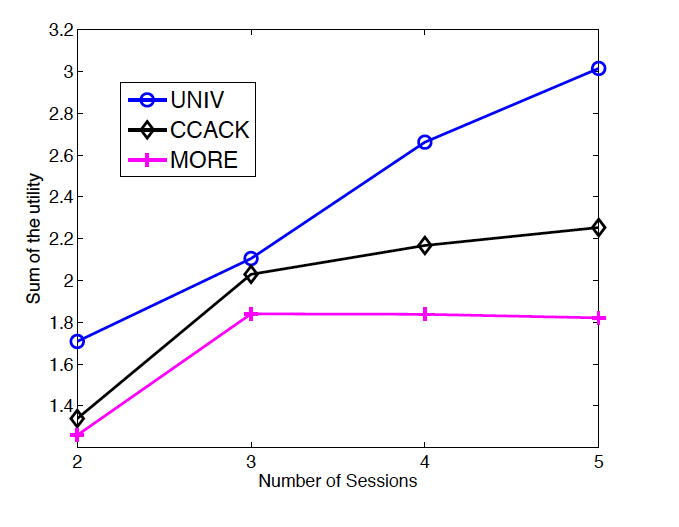 3.2
3
2.8
2.6
2.4
2.2
2
1.8
1.6
1.4
Sum of the utility
UNIV
CCACK
MORE
2 3 4 5
Number of Sessions